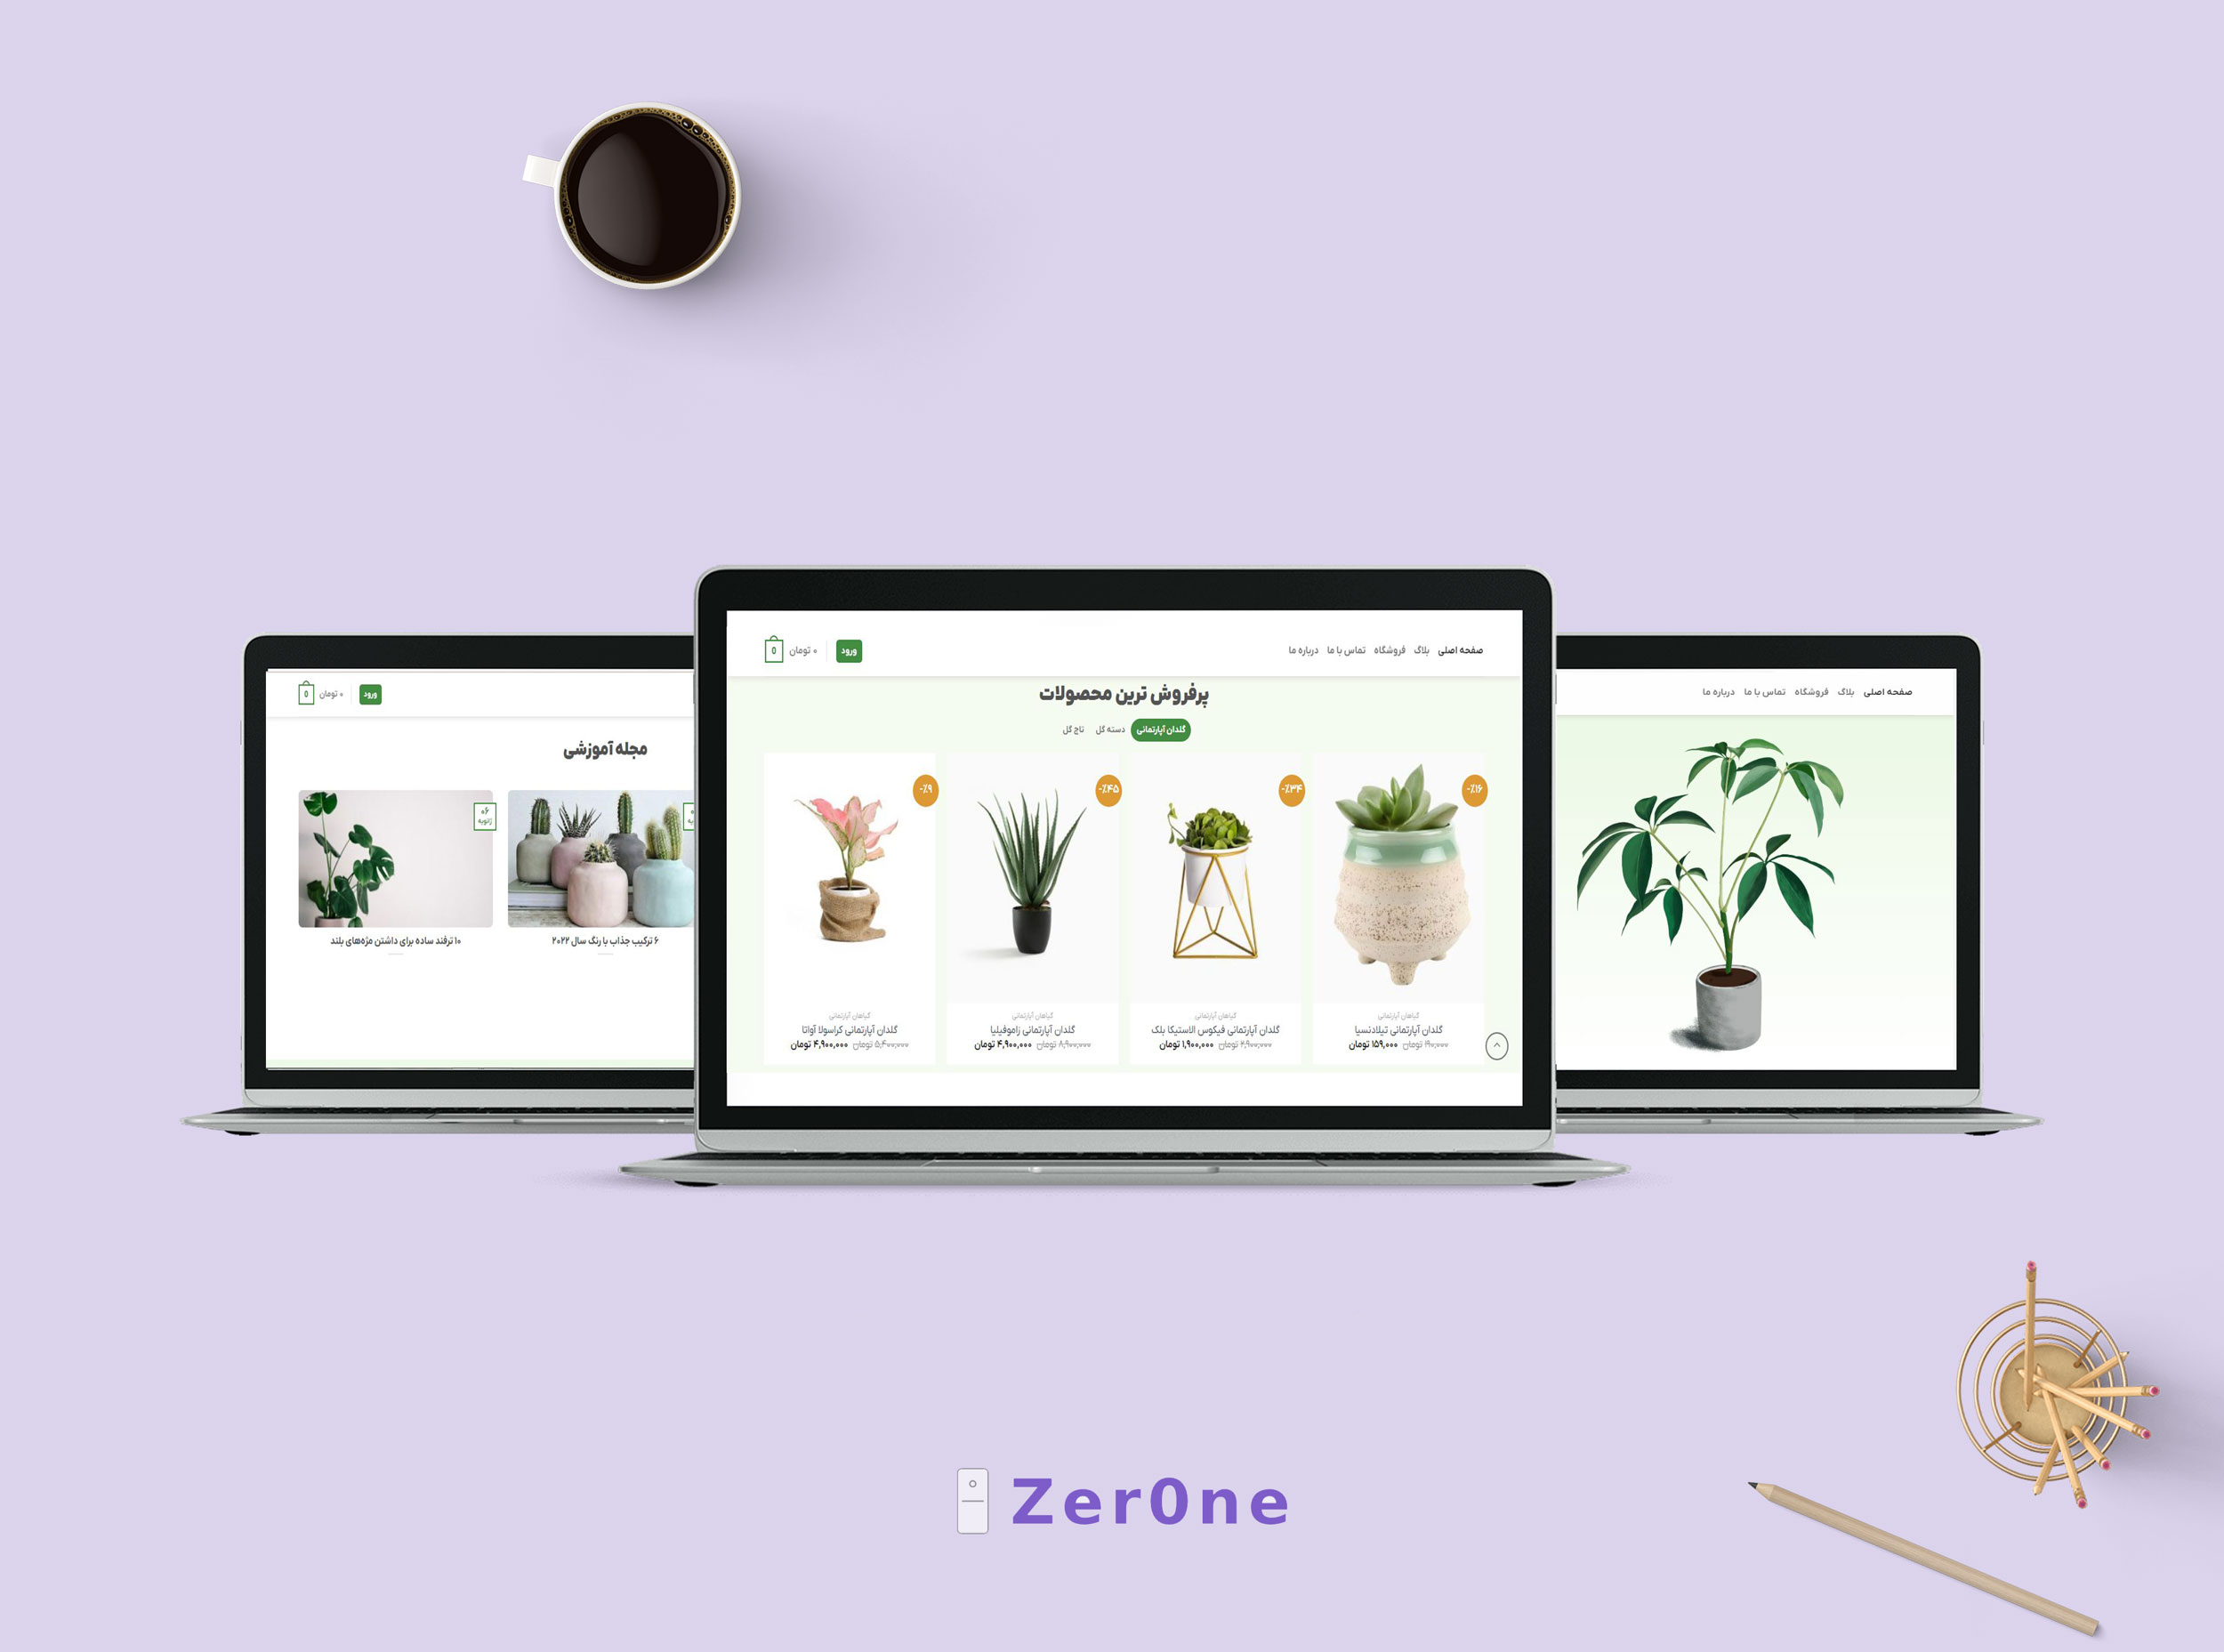 صفحه اصلی بلاگ فروشگاه تماس با ما درباره ما
ورود ۰ تومان 0
پرفروش ترین محصولات
گلدان آپارتمانی دسته گل تاج گل
-٪۱۶
گیاهان آپارتمانی
گلدان آپارتمانی تیلادنسیا
۱۹۰,۰۰۰ تومان ۱۵۹,۰۰۰ تومان
-٪۳۴
گیاهان آپارتمانی
گلدان آپارتمانی فیکوس الاستیکا بلک
۲,۹۰۰,۰۰۰ تومان ۱,۹۰۰,۰۰۰ تومان
-٪۴۵
گیاهان آپارتمانی
گلدان آپارتمانی زاموفیلیا
۸,۹۰۰,۰۰۰ تومان ۴,۹۰۰,۰۰۰ تومان
-٪۹
گیاهان آپارتمانی
گلدان آپارتمانی کراسولا آواتا
۵,۴۰۰,۰۰۰ تومان ۴,۹۰۰,۰۰۰ تومان
صفحه اصلی بلاگ فروشگاه تماس با ما درباره ما
ورود ۰ تومان 0
مجله آموزشی
۶ ترکیب جذاب با رنگ سال ۲۰۲۲
۰۶
ژانویه
۱۰ ترفند ساده برای داشتن مژه‌های بلند
Zer0ne